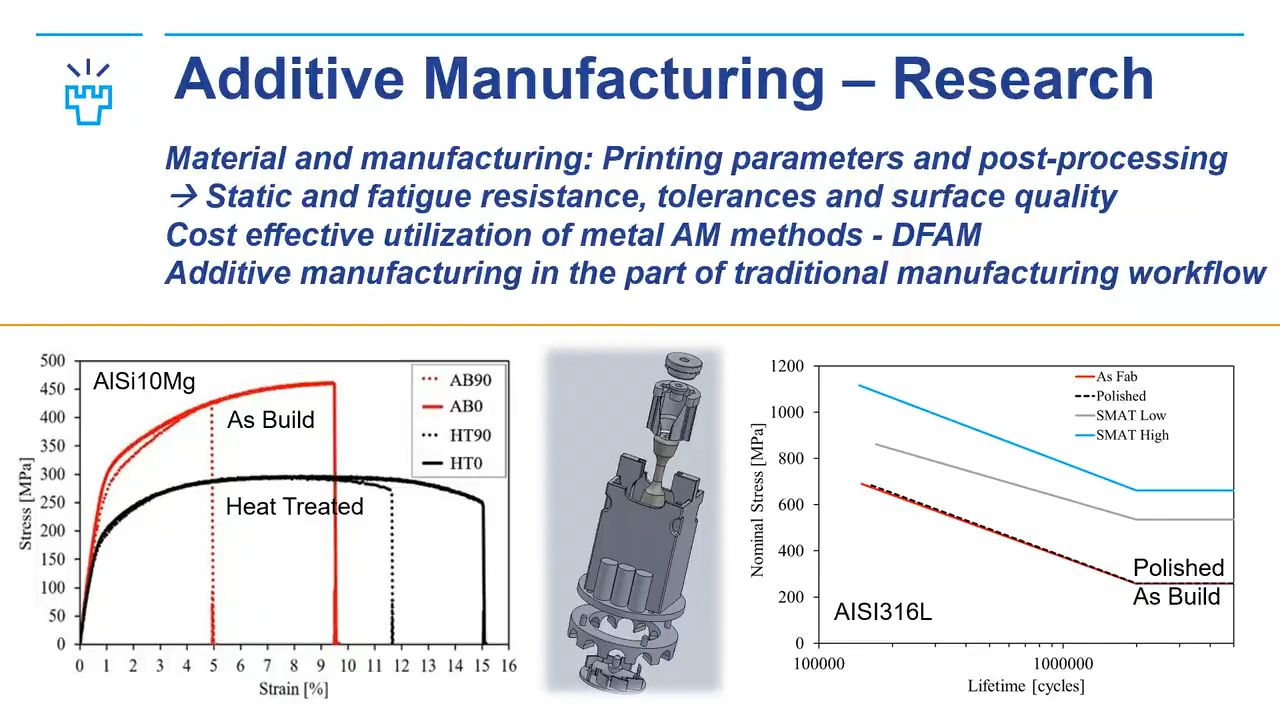 Additive Manufacturing – Research
Material and manufacturing: Printing parameters and post-processing
→ Static and fatigue resistance, tolerances and surface quality
Cost effective utilization of metal AM methods - DFAM
Additive manufacturing in the part of traditional manufacturing workflow
500
450
400
350
300
250
200
150
100
50
0
Stress [MPa]
AlSi10Mg
As Build
Heat Treated
AB90
AB0
HT90
HT0
0 1 2 3 4 5 6 7 8 9 10 11 12 13 14 15 16
Strain [%]
1200
1000
800
600
400
200
0
Nominal Stress [MPa]
As Fab
Polished
SMAT Low
SMAT High
Polished
As Build
AISI316L
100000 1000000
Lifetime [cycles]